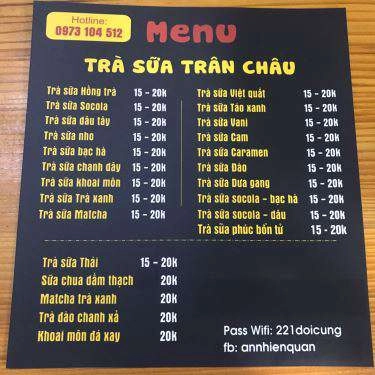 Hotline:
0973 104 512
Menu
TRÀ SỮA TRÂN CHÂU
Trà sữa Hồng trà 15 - 20k
Trà sữa Socola 15 - 20k
Trà sữa dâu tây 15 - 20k
Trà sữa nho 15 - 20k
Trà sữa bạc hà 15 - 20k
Trà sữa chanh dây 15 - 20k
Trà sữa khoai môn 15 - 20k
Trà sữa Trà xanh 15 - 20k
Trà sữa Matcha 15 - 20k
Trà sữa Việt quất 15 - 20k
Trà sữa Táo xanh 15 - 20k
Trà sữa Vani 15 - 20k
Trà sữa Cam 15 - 20k
Trà sữa Caramen 15 - 20k
Trà sữa Đào 15 - 20k
Trà sữa Dưa gang 15 - 20k
Trà sữa socola - bạc hà 15 - 20k
Trà sữa socola - dâu 15 - 20k
Trà sữa phúc bồn tử 15 - 20k
Trà sữa Thái 15 - 20k
Sữa chua dầm thạch 20k
Matcha trà xanh 20k
Trà đào chanh xả 20k
Khoai môn đá xay 20k
Pass Wifi: 221doicung
fb: annhienquan